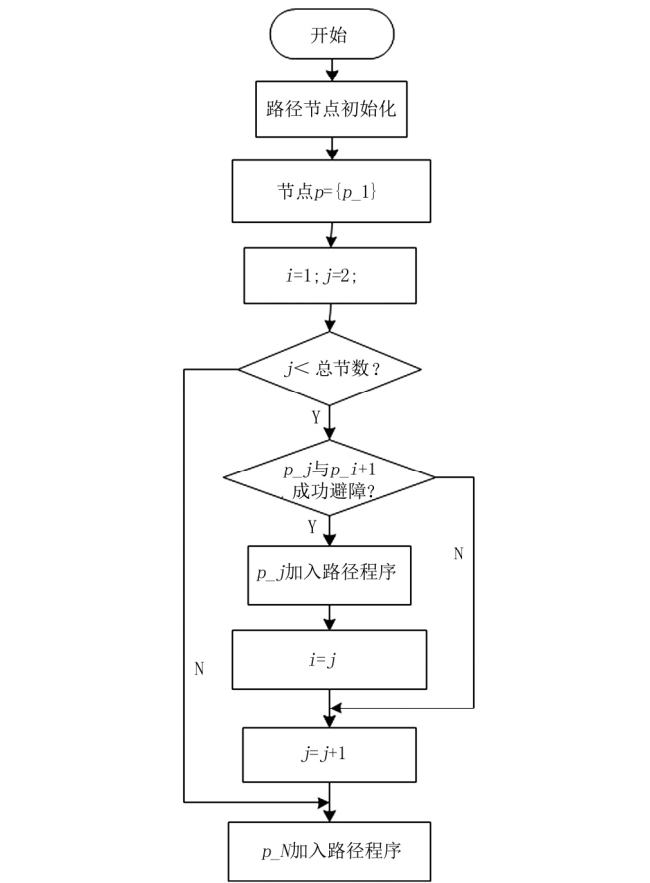 开始
路径节点初始化
节点p={p_1}
i=1;j=2;
j< 总节数?
Y
p_j与p_i+1
成功避障?
Y
N
p_j加入路径程序
i=j
N
j=j+1
p_N加入路径程序